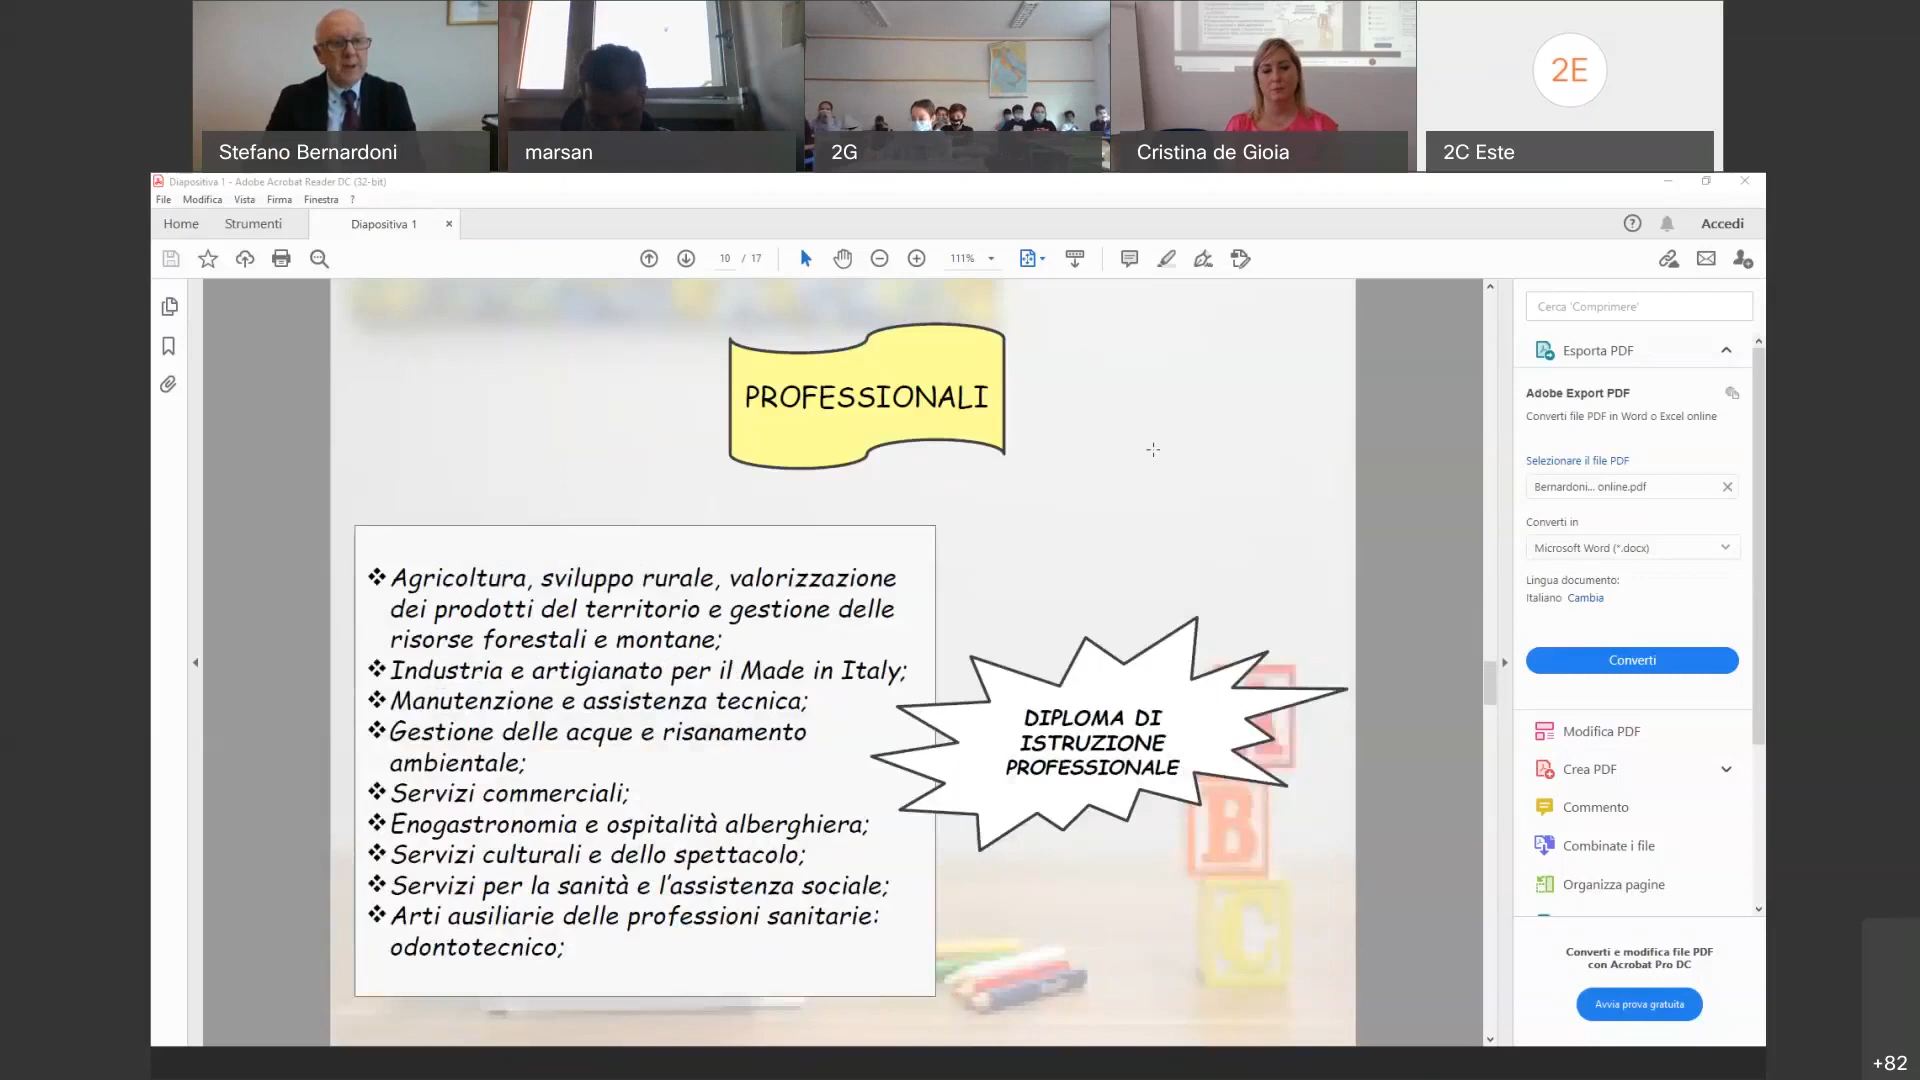 2E
Stefano Bernardoni
marsan
2G
Cristina de Gioia
2C Este
Diapositiva 1 - Adobe Acrobat Reader DC (32-bit)
File Modifica Vista Firma Finestra ?
Home Strumenti Diapositiva 1 Accedi
10 / 17 111%
Cerca 'Comprimere'
Esporta PDF
Adobe Export PDF
Converti file PDF in Word o Excel online
Selezionare il file PDF
Bernardoni... online.pdf
Converti in
Microsoft Word (*.docx)
Lingua documento:
Italiano Cambia
Converti
Modifica PDF
Crea PDF
Commento
Combinate i file
Organizza pagine
Converti e modifica file PDF
con Acrobat Pro DC
Avvia prova gratuita
PROFESSIONALI
❖Agricoltura, sviluppo rurale, valorizzazione
dei prodotti del territorio e gestione delle
risorse forestali e montane;
❖Industria e artigianato per il Made in Italy;
❖Manutenzione e assistenza tecnica;
❖Gestione delle acque e risanamento
ambientale;
❖Servizi commerciali;
❖Enogastronomia e ospitalità alberghiera;
❖Servizi culturali e dello spettacolo;
❖Servizi per la sanità e l'assistenza sociale;
❖Arti ausiliarie delle professioni sanitarie:
odontotecnico;
DIPLOMA DI
ISTRUZIONE
PROFESSIONALE
B
C
+82